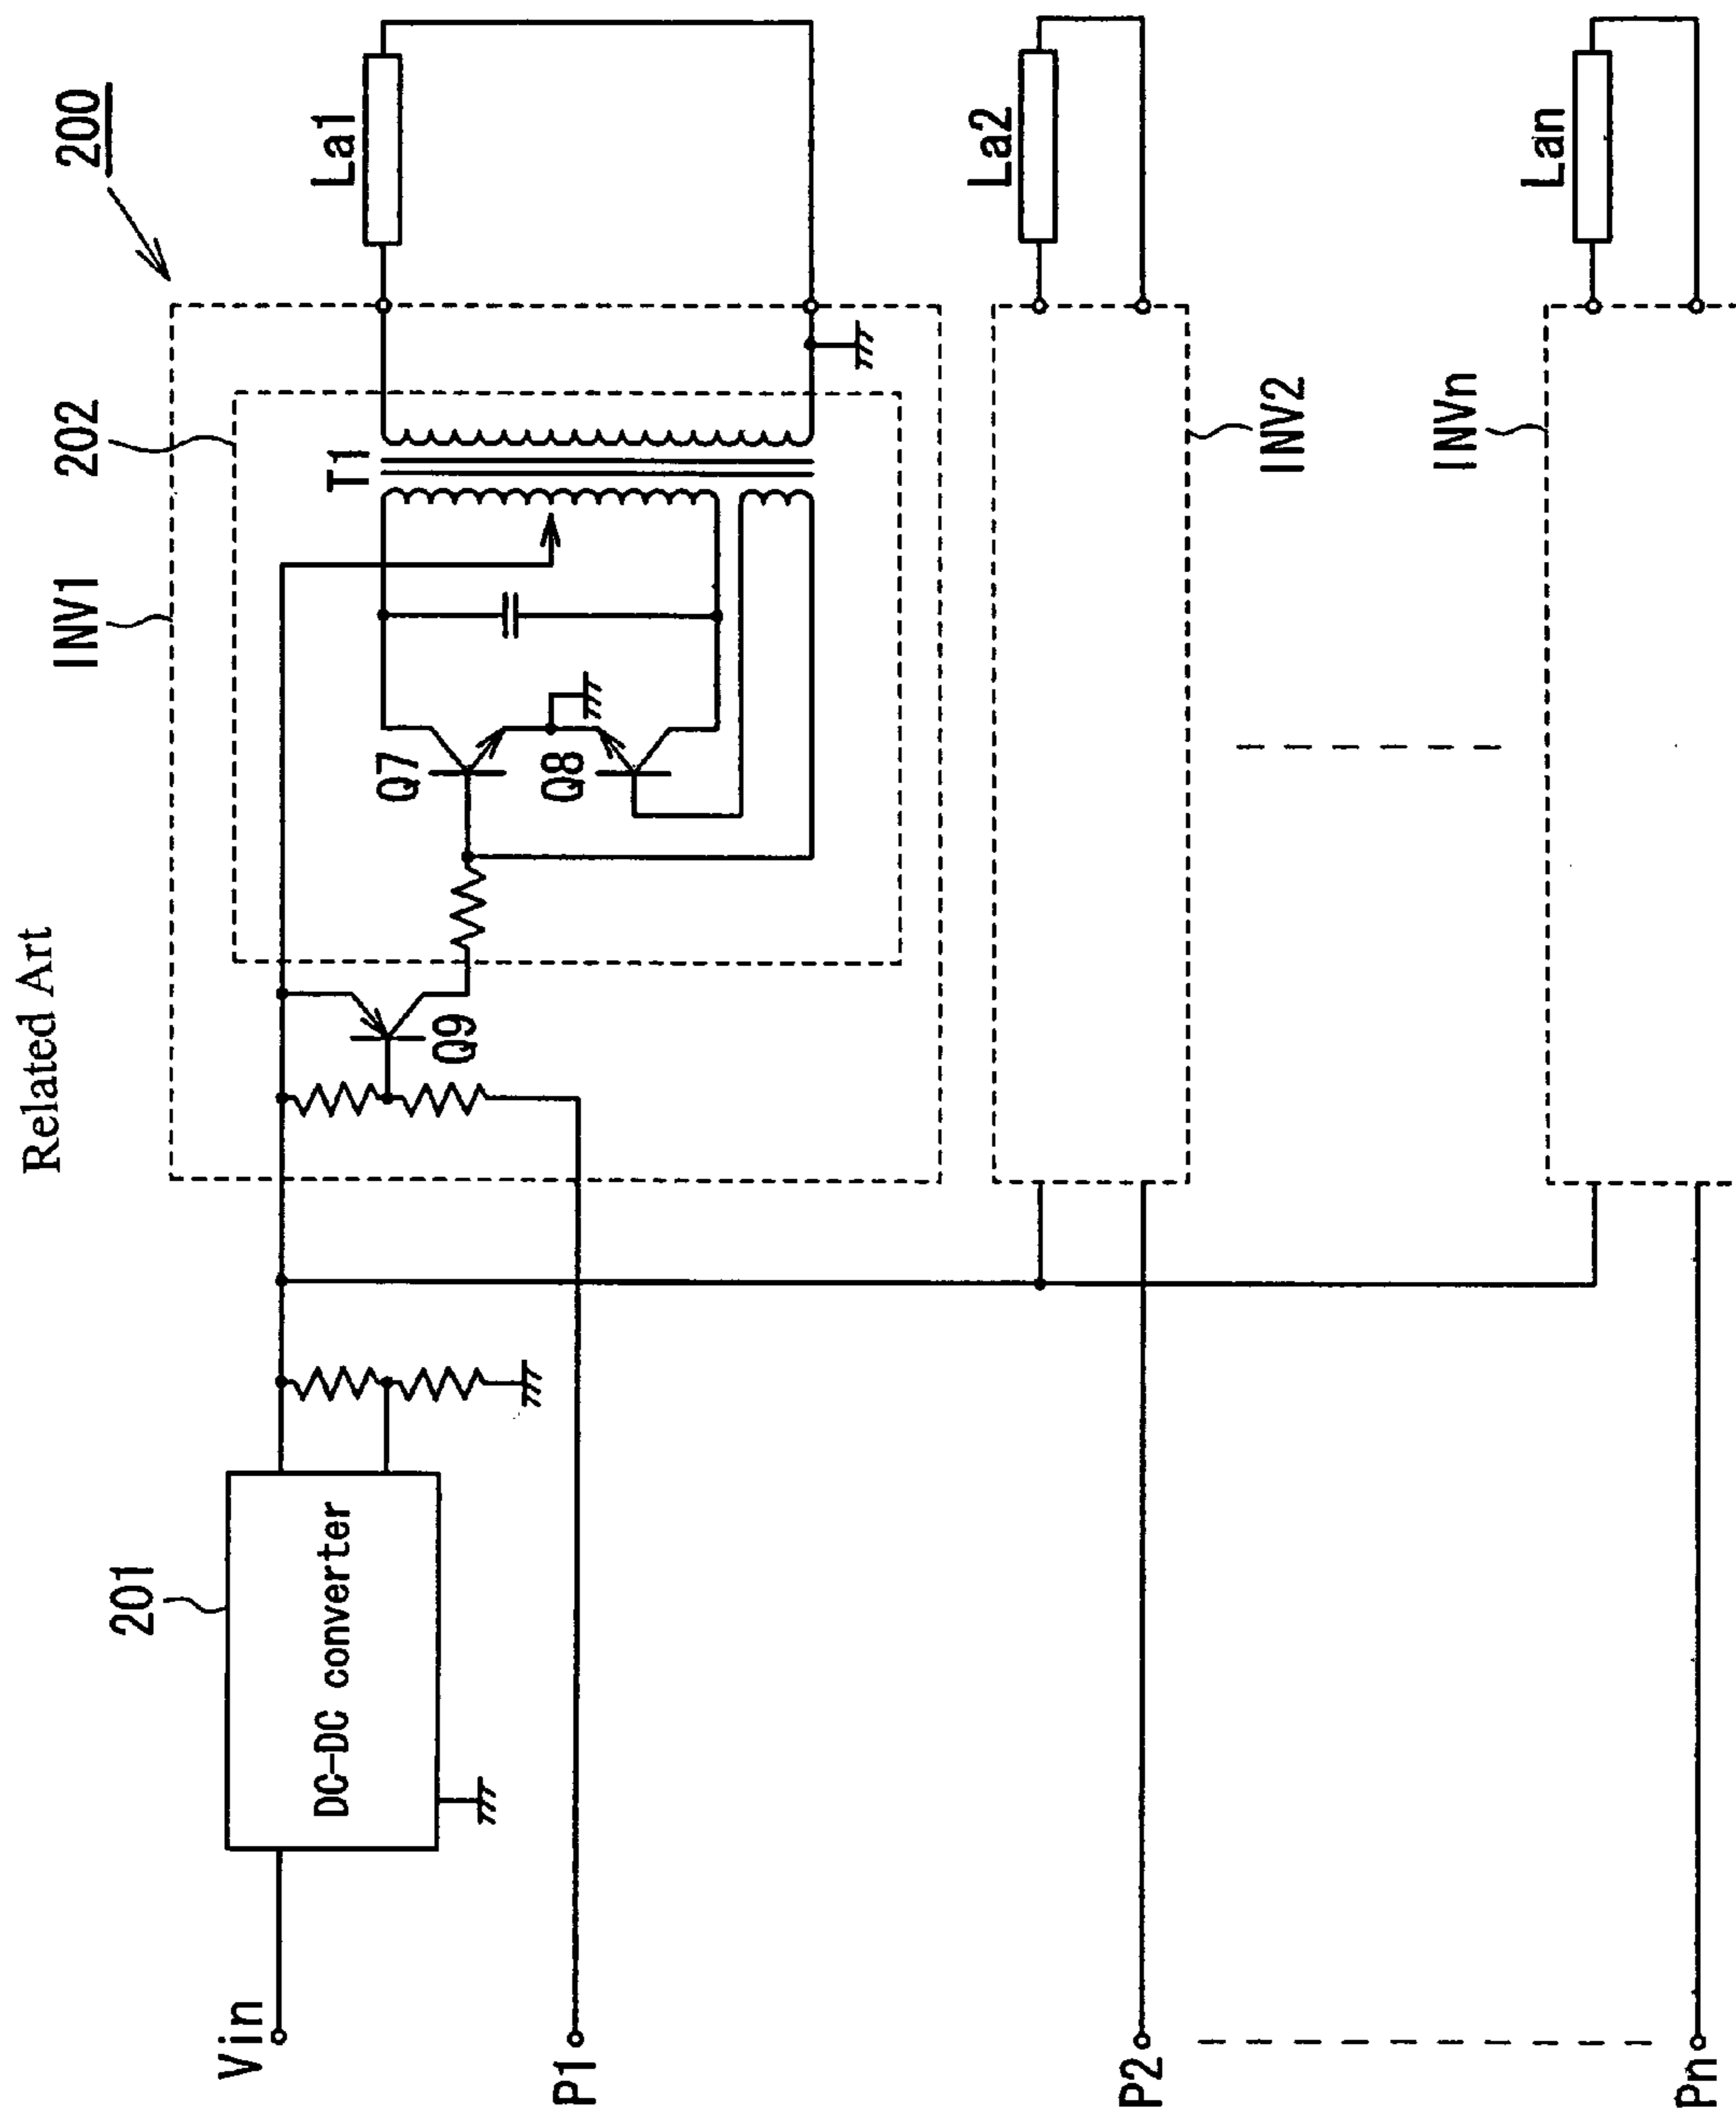 Related Art
200
INV1
202
201
Vin
DC-DC converter
Q9
Q7
Q8
T1
La1
P1
La2
INV2
P2
Lan
INVn
Pn